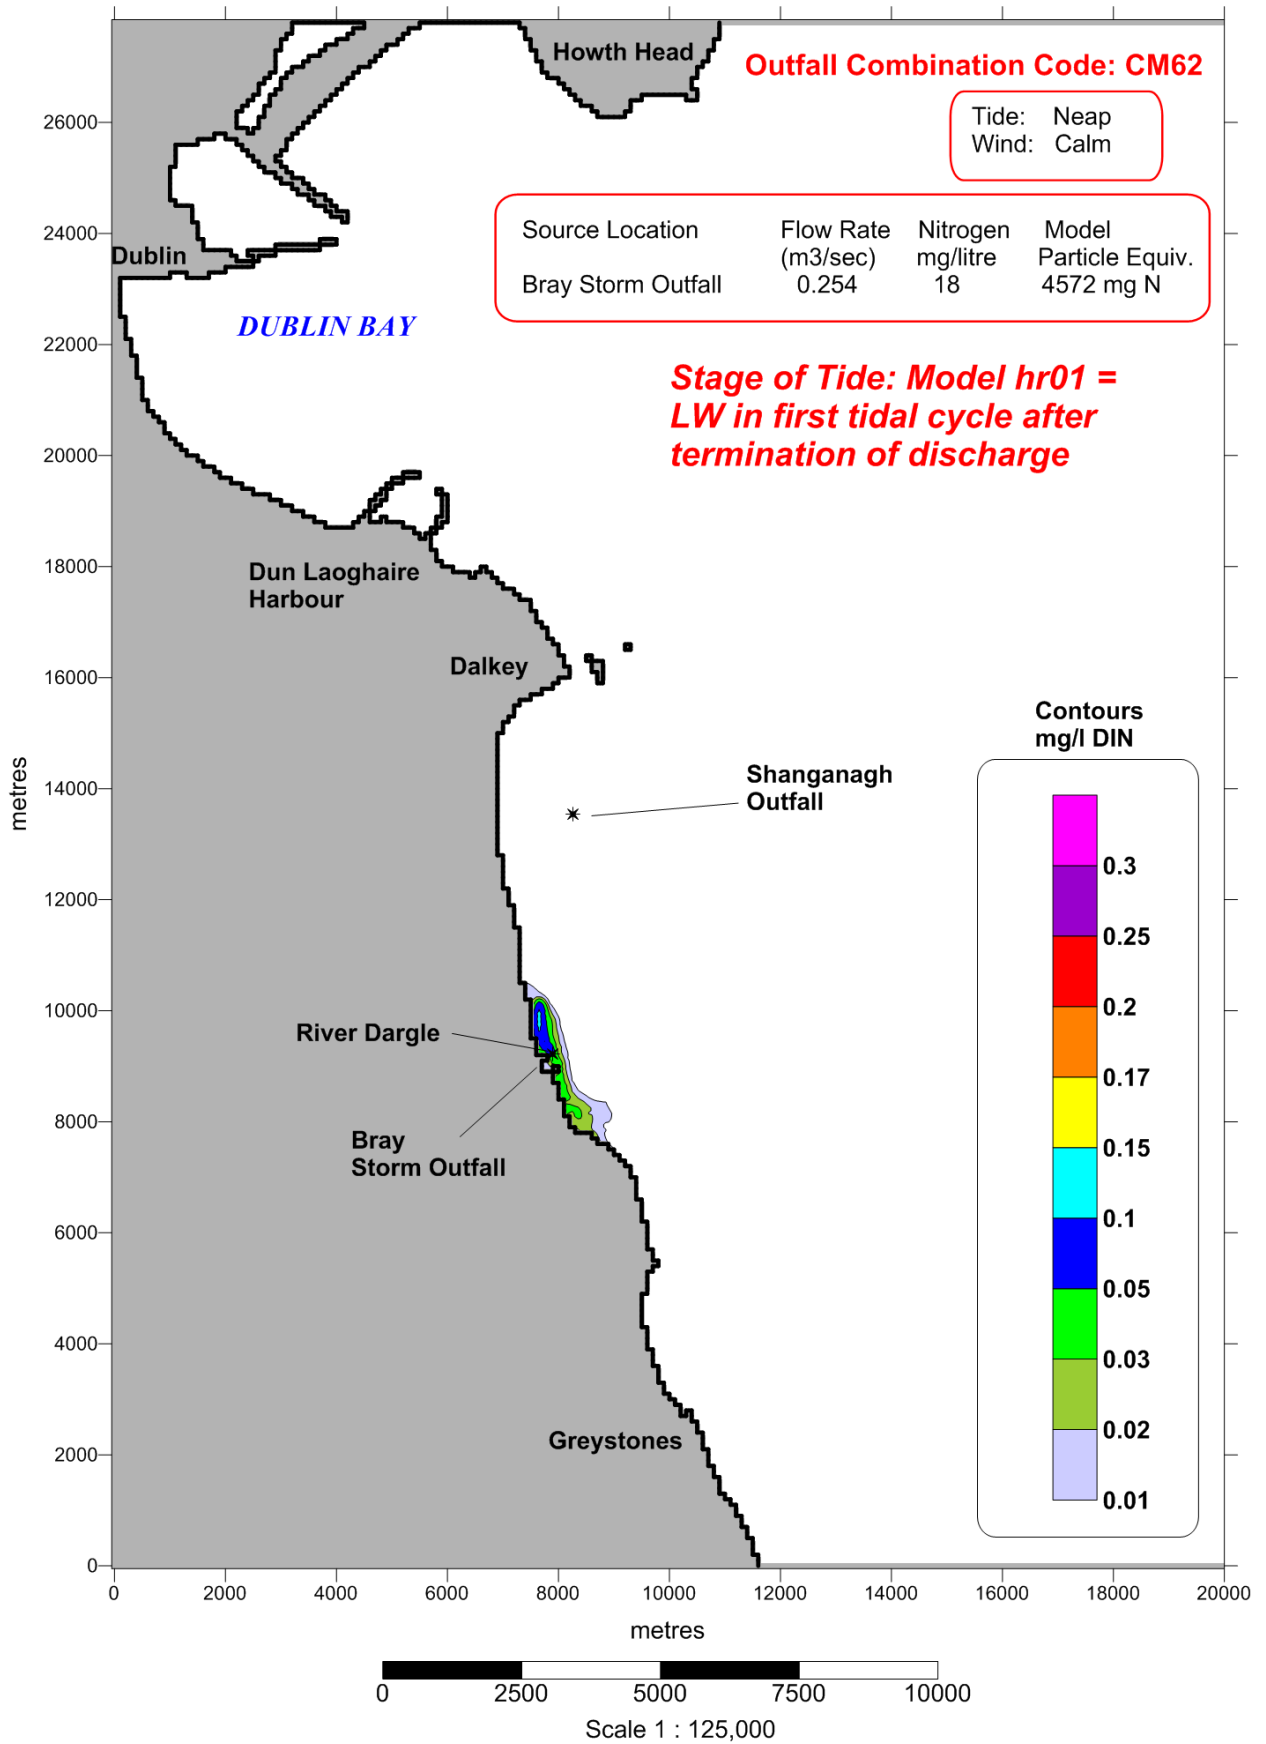 Howth Head
Outfall Combination Code: CM62
Tide: Neap
Wind: Calm
Source Location Flow Rate Nitrogen Model
(m3/sec) mg/litre Particle Equiv.
Bray Storm Outfall 0.254 18 4572 mg N
Dublin
DUBLIN BAY
Stage of Tide: Model hr01 =
LW in first tidal cycle after
termination of discharge
Dun Laoghaire
Harbour
Dalkey
Shanganagh
Outfall
River Dargle
Bray
Storm Outfall
Greystones
Contours
mg/l DIN
0.3
0.25
0.2
0.17
0.15
0.1
0.05
0.03
0.02
0.01
metres
26000
24000
22000
20000
18000
16000
14000
12000
10000
8000
6000
4000
2000
0
0 2000 4000 6000 8000 10000 12000 14000 16000 18000 20000
metres
0 2500 5000 7500 10000
Scale 1 : 125,000